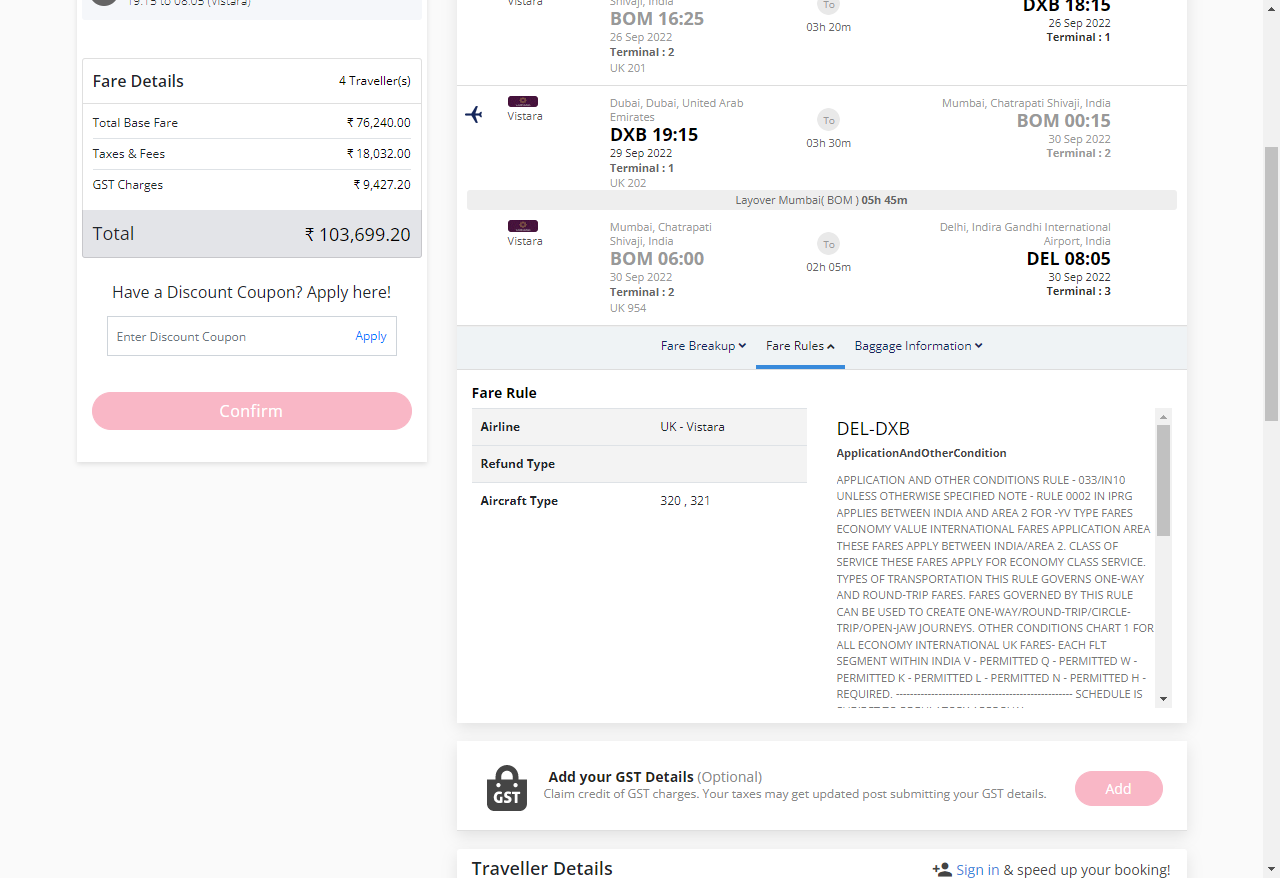 19:15 to 08:05 (Vistara)
Fare Details
4 Traveller(s)
Total Base Fare
₹ 76,240.00
Taxes & Fees
₹ 18,032.00
GST Charges
₹ 9,427.20
Total
₹ 103,699.20
Have a Discount Coupon? Apply here!
Enter Discount Coupon
Apply
Confirm
Vistara
Shivaji, India
BOM 16:25
26 Sep 2022
Terminal : 2
UK 201
To
03h 20m
DXB 18:15
26 Sep 2022
Terminal : 1
Vistara
Dubai, Dubai, United Arab
Emirates
DXB 19:15
29 Sep 2022
Terminal : 1
UK 202
To
03h 30m
Mumbai, Chatrapati Shivaji, India
BOM 00:15
30 Sep 2022
Terminal : 2
Layover Mumbai( BOM ) 05h 45m
Vistara
Mumbai, Chatrapati
Shivaji, India
BOM 06:00
30 Sep 2022
Terminal : 2
UK 954
To
02h 05m
Delhi, Indira Gandhi International
Airport, India
DEL 08:05
30 Sep 2022
Terminal : 3
Fare Breakup
Fare Rules
Baggage Information
Fare Rule
Airline
UK - Vistara
Refund Type
Aircraft Type
320 , 321
DEL-DXB
ApplicationAndOtherCondition
APPLICATION AND OTHER CONDITIONS RULE - 033/IN10
UNLESS OTHERWISE SPECIFIED NOTE - RULE 0002 IN IPRG
APPLIES BETWEEN INDIA AND AREA 2 FOR -YV TYPE FARES
ECONOMY VALUE INTERNATIONAL FARES APPLICATION AREA
THESE FARES APPLY BETWEEN INDIA/AREA 2. CLASS OF
SERVICE THESE FARES APPLY FOR ECONOMY CLASS SERVICE.
TYPES OF TRANSPORTATION THIS RULE GOVERNS ONE-WAY
AND ROUND-TRIP FARES. FARES GOVERNED BY THIS RULE
CAN BE USED TO CREATE ONE-WAY/ROUND-TRIP/CIRCLE-
TRIP/OPEN-JAW JOURNEYS. OTHER CONDITIONS CHART 1 FOR
ALL ECONOMY INTERNATIONAL UK FARES- EACH FLT
SEGMENT WITHIN INDIA V - PERMITTED Q - PERMITTED W -
PERMITTED K - PERMITTED L - PERMITTED N - PERMITTED H -
REQUIRED. -------------------------------------------------- SCHEDULE IS
GST
Add your GST Details (Optional)
Claim credit of GST charges. Your taxes may get updated post submitting your GST details.
Add
Traveller Details
Sign in & speed up your booking!